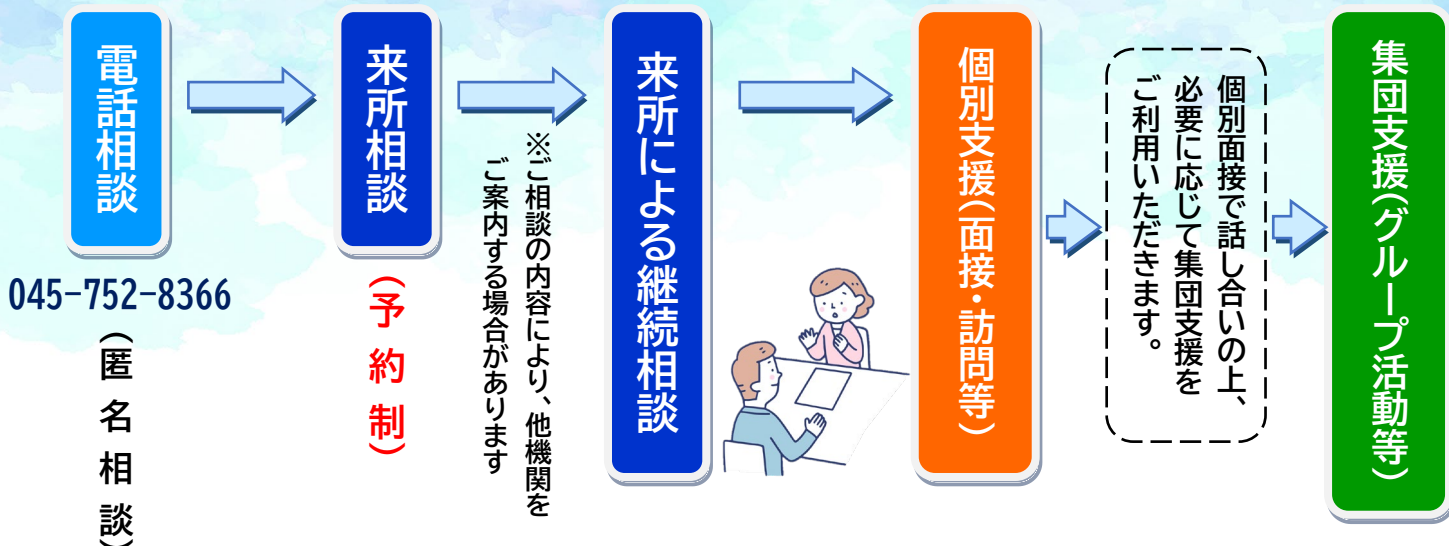 電話相談
045-752-8366
(匿名相談)
来所相談
(予約制)
※ご相談の内容により、他機関を
ご案内する場合があります
来所による継続相談
個別支援(面接・訪問等)
個別面接で話し合いの上、
必要に応じて集団支援を
ご利用いただきます。
集団支援(グループ活動等)